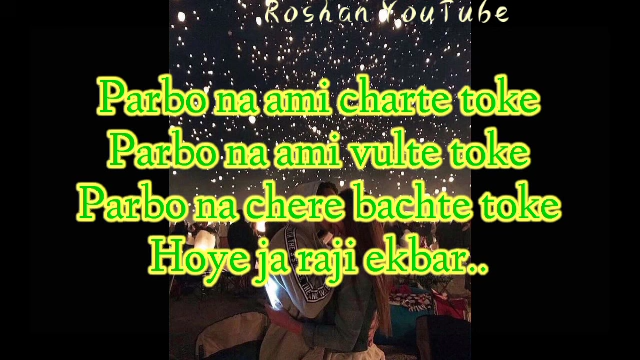 Roshan YouTube
Parbo na ami charte toke
Parbo na ami vulte toke
Parbo na chere bachte toke
Hoye ja raji ekbar..